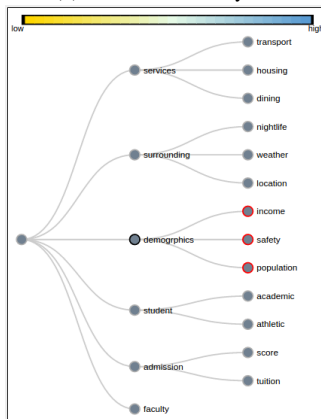 low
high
transport
services
housing
dining
nightlife
surrounding
weather
location
income
demogrphics
safety
population
academic
student
athletic
score
admission
tuition
faculty